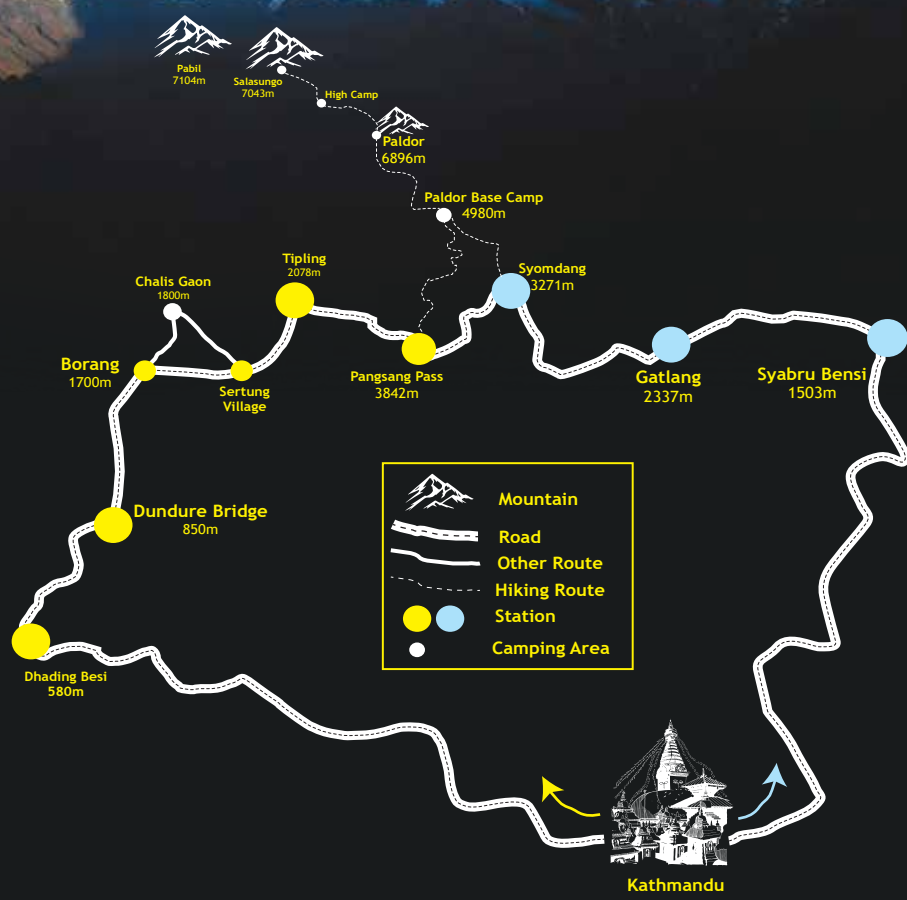 Pabil
7104m
Salasungo
7043m
High Camp
Paldor
6896m
Paldor Base Camp
4980m
Tipling
2078m
Syomdang
3271m
Chalis Gaon
1800m
Borang
1700m
Sertung
Village
Pangsang Pass
3842m
Gatlang
2337m
Syabru Bensi
1503m
Mountain
Road
Other Route
Hiking Route
Station
Camping Area
Dundure Bridge
850m
Dhading Besi
580m
Kathmandu